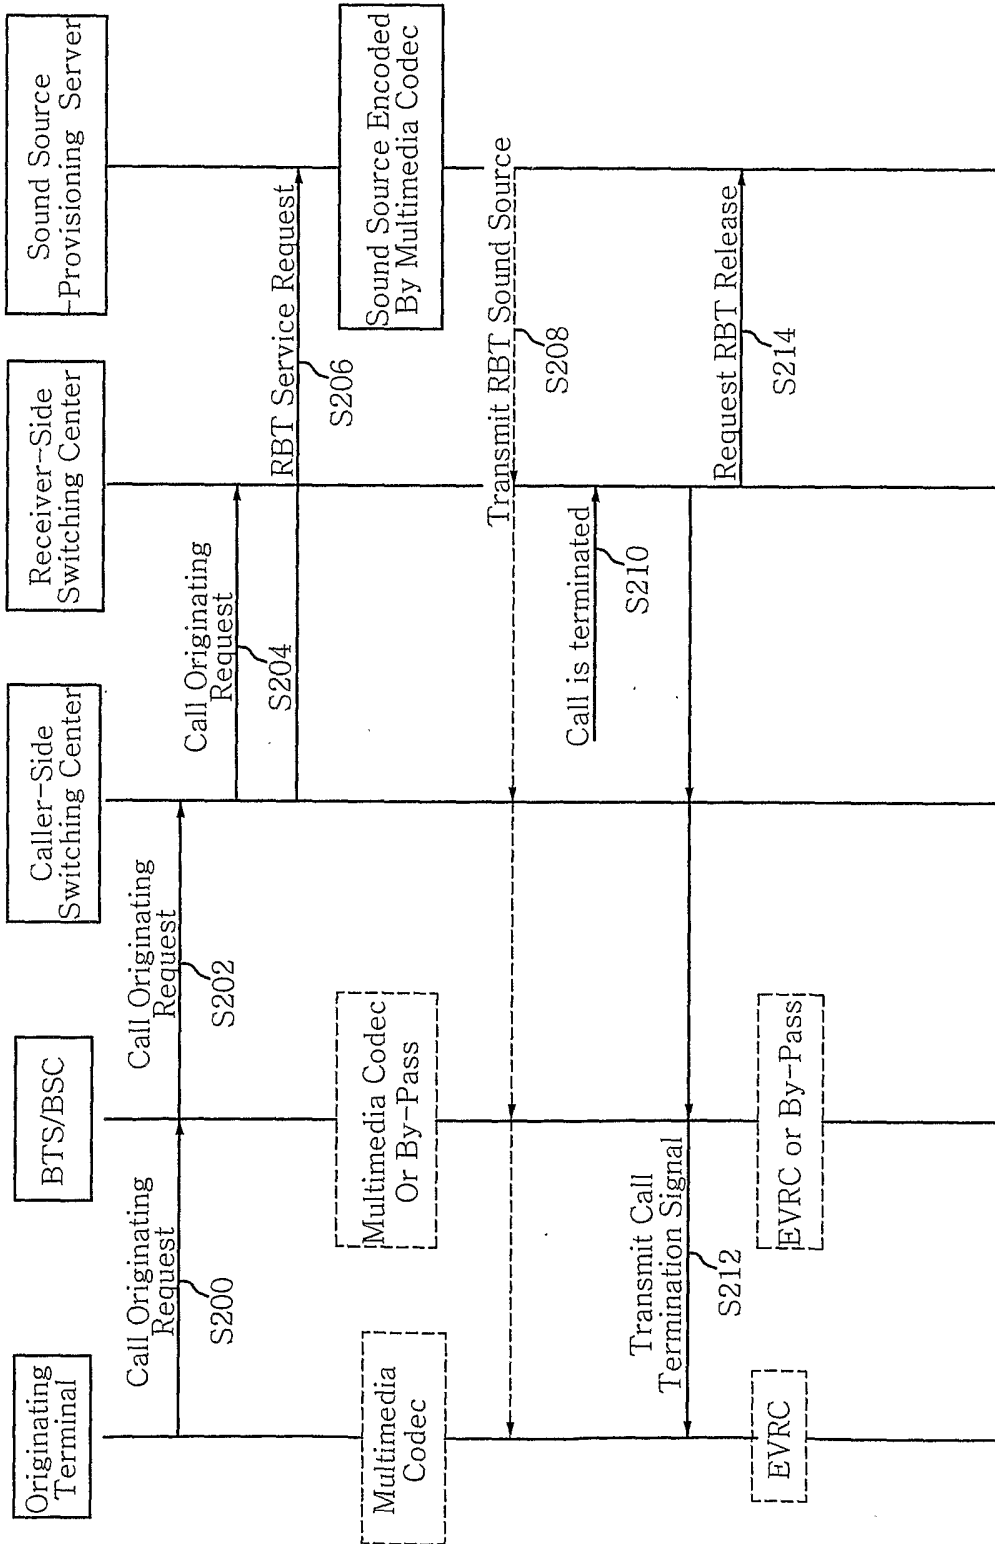 Originating
Terminal
BTS/BSC
Caller-Side
Switching Center
Receiver-Side
Switching Center
Sound Source
-Provisioning Server
Call Originating
Request
S200
Call Originating
Request
S202
Call Originating
Request
S204
RBT Service Request
S206
Multimedia
Codec
Multimedia Codec
Or By-Pass
Sound Source Encoded
By Multimedia Codec
Transmit RBT Sound Source
S208
Call is terminated
S210
Transmit Call
Termination Signal
S212
Request RBT Release
S214
EVRC
EVRC or By-Pass